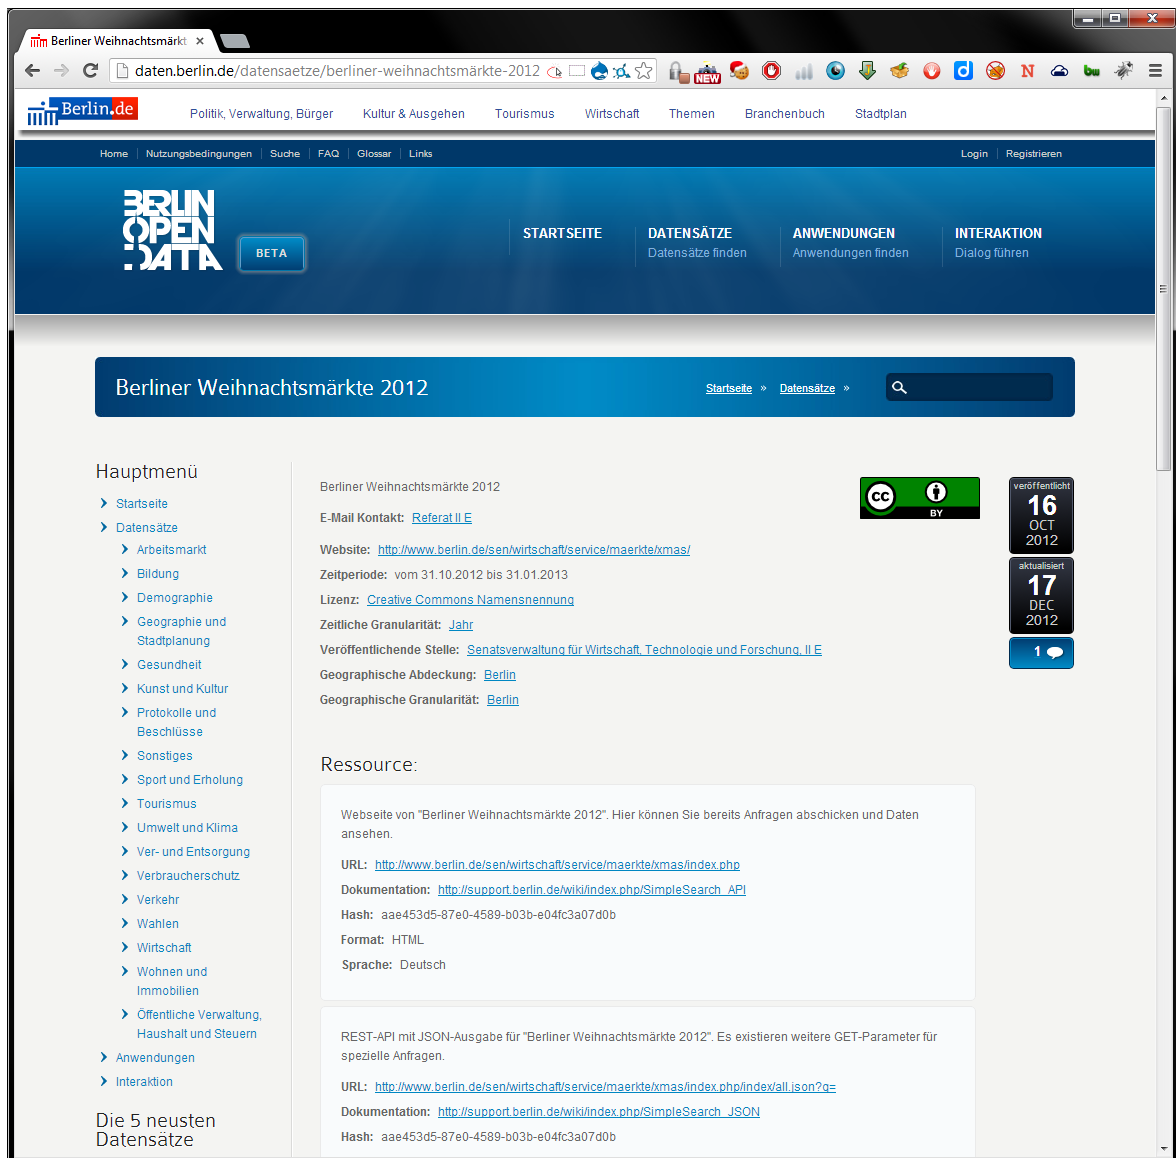 Berliner Weihnachtsmärkt
daten.berlin.de/datensaetze/berliner-weihnachtsmärkte-2012
NEW
N
bw
Berlin.de
Politik, Verwaltung, Bürger Kultur & Ausgehen Tourismus Wirtschaft Themen Branchenbuch Stadtplan
Home Nutzungsbedingungen Suche FAQ Glossar Links Login Registrieren
BERLIN
OPEN
DATA
BETA
STARTSEITE DATENSÄTZE ANWENDUNGEN INTERAKTION
Datensätze finden Anwendungen finden Dialog führen
Berliner Weihnachtsmärkte 2012
Startseite » Datensätze »
Hauptmenü
Startseite
Datensätze
Arbeitsmarkt
Bildung
Demographie
Geographie und
Stadtplanung
Gesundheit
Kunst und Kultur
Protokolle und
Beschlüsse
Sonstiges
Sport und Erholung
Tourismus
Umwelt und Klima
Ver- und Entsorgung
Verbraucherschutz
Verkehr
Wahlen
Wirtschaft
Wohnen und
Immobilien
Öffentliche Verwaltung,
Haushalt und Steuern
Anwendungen
Interaktion
Die 5 neusten
Datensätze
Berliner Weihnachtsmärkte 2012
E-Mail Kontakt: Referat II E
Website: http://www.berlin.de/sen/wirtschaft/service/maerkte/xmas/
Zeitperiode: vom 31.10.2012 bis 31.01.2013
Lizenz: Creative Commons Namensnennung
Zeitliche Granularität: Jahr
Veröffentlichende Stelle: Senatsverwaltung für Wirtschaft, Technologie und Forschung, II E
Geographische Abdeckung: Berlin
Geographische Granularität: Berlin
cc
BY
veröffentlicht
16
OCT
2012
aktualisiert
17
DEC
2012
1
Ressource:
Webseite von "Berliner Weihnachtsmärkte 2012". Hier können Sie bereits Anfragen abschicken und Daten
ansehen.
URL: http://www.berlin.de/sen/wirtschaft/service/maerkte/xmas/index.php
Dokumentation: http://support.berlin.de/wiki/index.php/SimpleSearch_API
Hash: aae453d5-87e0-4589-b03b-e04fc3a07d0b
Format: HTML
Sprache: Deutsch
REST-API mit JSON-Ausgabe für "Berliner Weihnachtsmärkte 2012". Es existieren weitere GET-Parameter für
spezielle Anfragen.
URL: http://www.berlin.de/sen/wirtschaft/service/maerkte/xmas/index.php/index/all.json?q=
Dokumentation: http://support.berlin.de/wiki/index.php/SimpleSearch_JSON
Hash: aae453d5-87e0-4589-b03b-e04fc3a07d0b